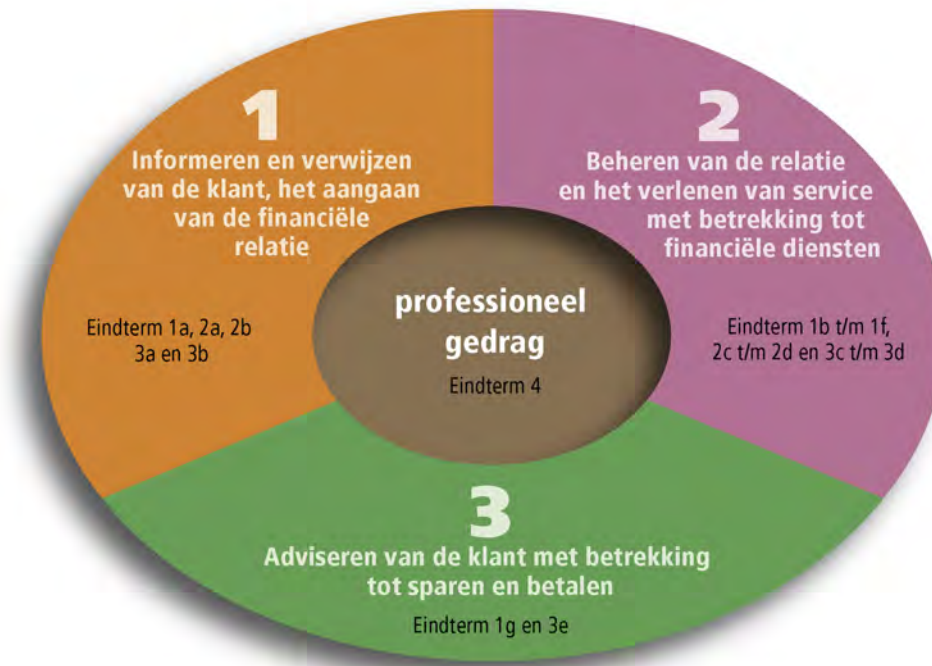 1
Informeren en verwijzen
van de klant, het aangaan
van de financiële
relatie
Eindterm 1a, 2a, 2b
3a en 3b
2
Beheren van de relatie
en het verlenen van service
met betrekking tot
financiële diensten
Eindterm 1b t/m 1f,
2c t/m 2d en 3c t/m 3d
professioneel
gedrag
Eindterm 4
3
Adviseren van de klant met betrekking
tot sparen en betalen
Eindterm 1g en 3e